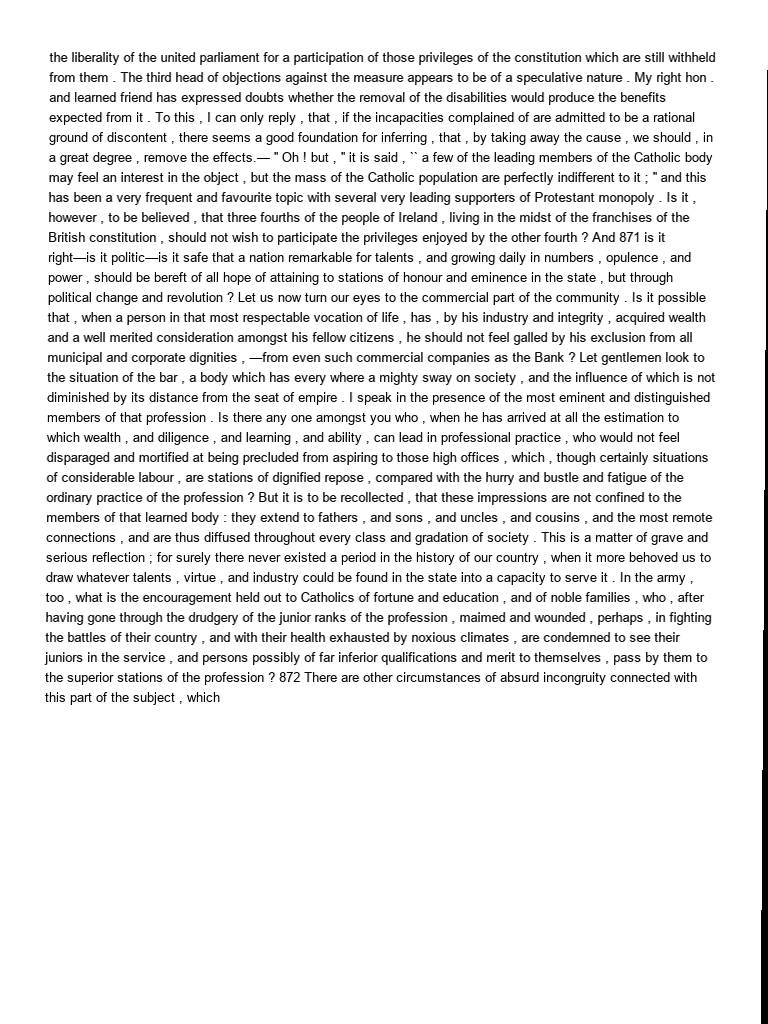 the liberality of the united parliament for a participation of those privileges of the constitution which are still withheld
from them . The third head of objections against the measure appears to be of a speculative nature . My right hon .
and learned friend has expressed doubts whether the removal of the disabilities would produce the benefits
expected from it . To this , I can only reply , that , if the incapacities complained of are admitted to be a rational
ground of discontent , there seems a good foundation for inferring , that , by taking away the cause , we should , in
a great degree , remove the effects.— " Oh ! but , " it is said , `` a few of the leading members of the Catholic body
may feel an interest in the object , but the mass of the Catholic population are perfectly indifferent to it ; " and this
has been a very frequent and favourite topic with several very leading supporters of Protestant monopoly . Is it ,
however , to be believed , that three fourths of the people of Ireland , living in the midst of the franchises of the
British constitution , should not wish to participate the privileges enjoyed by the other fourth ? And 871 is it
right—is it politic—is it safe that a nation remarkable for talents , and growing daily in numbers , opulence , and
power , should be bereft of all hope of attaining to stations of honour and eminence in the state , but through
political change and revolution ? Let us now turn our eyes to the commercial part of the community . Is it possible
that , when a person in that most respectable vocation of life , has , by his industry and integrity , acquired wealth
and a well merited consideration amongst his fellow citizens , he should not feel galled by his exclusion from all
municipal and corporate dignities , —from even such commercial companies as the Bank ? Let gentlemen look to
the situation of the bar , a body which has every where a mighty sway on society , and the influence of which is not
diminished by its distance from the seat of empire . I speak in the presence of the most eminent and distinguished
members of that profession . Is there any one amongst you who , when he has arrived at all the estimation to
which wealth , and diligence , and learning , and ability , can lead in professional practice , who would not feel
disparaged and mortified at being precluded from aspiring to those high offices , which , though certainly situations
of considerable labour , are stations of dignified repose , compared with the hurry and bustle and fatigue of the
ordinary practice of the profession ? But it is to be recollected , that these impressions are not confined to the
members of that learned body : they extend to fathers , and sons , and uncles , and cousins , and the most remote
connections , and are thus diffused throughout every class and gradation of society . This is a matter of grave and
serious reflection ; for surely there never existed a period in the history of our country , when it more behoved us to
draw whatever talents , virtue , and industry could be found in the state into a capacity to serve it . In the army ,
too , what is the encouragement held out to Catholics of fortune and education , and of noble families , who , after
having gone through the drudgery of the junior ranks of the profession , maimed and wounded , perhaps , in fighting
the battles of their country , and with their health exhausted by noxious climates , are condemned to see their
juniors in the service , and persons possibly of far inferior qualifications and merit to themselves , pass by them to
the superior stations of the profession ? 872 There are other circumstances of absurd incongruity connected with
this part of the subject , which